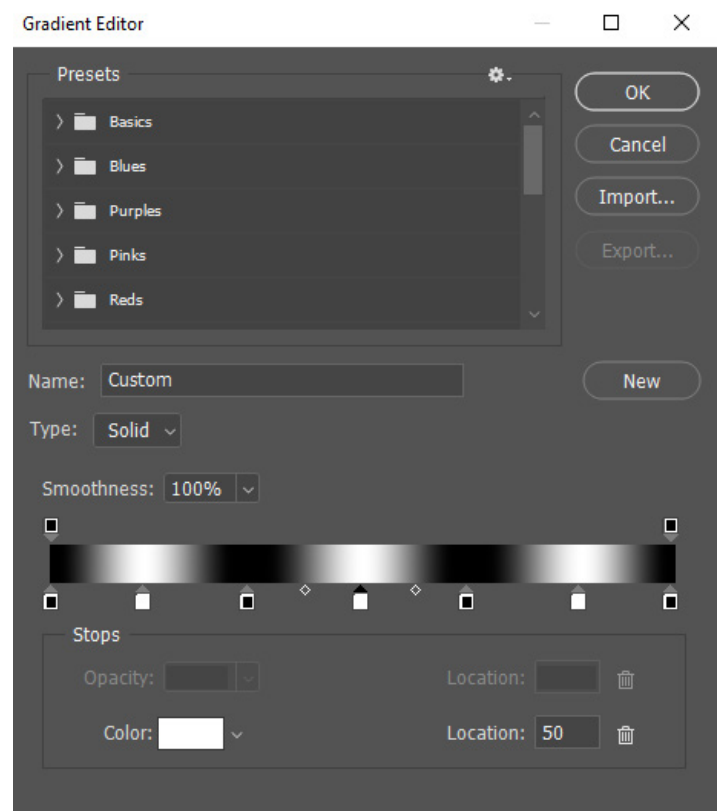 Gradient Editor
Presets
OK
Basics
Cancel
Blues
Import...
Purples
Pinks
Export...
Reds
Name: Custom
New
Type: Solid
Smoothness: 100%
Stops
Opacity: Location:
Color: Location: 50